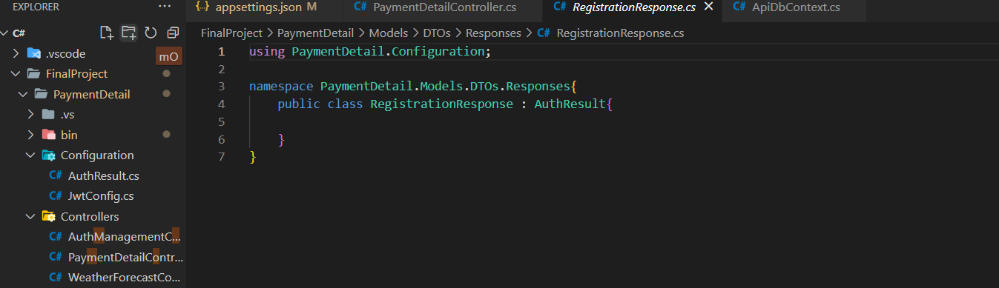 EXPLORER ...
C#
mO
.vscode
FinalProject
PaymentDetail
.vs
bin
Configuration
C# AuthResult.cs
C# JwtConfig.cs
Controllers
C# AuthManagementC...
C# PaymentDetailContr...
C# WeatherForecastCo...
{..} appsettings.json M
C# PaymentDetailController.cs
C# RegistrationResponse.cs
C# ApiDbContext.cs
FinalProject > PaymentDetail > Models > DTOs > Responses > C# RegistrationResponse.cs
1 using PaymentDetail.Configuration;
2
3 namespace PaymentDetail.Models.DTOs.Responses{
4 public class RegistrationResponse : AuthResult{
5
6 }
7 }